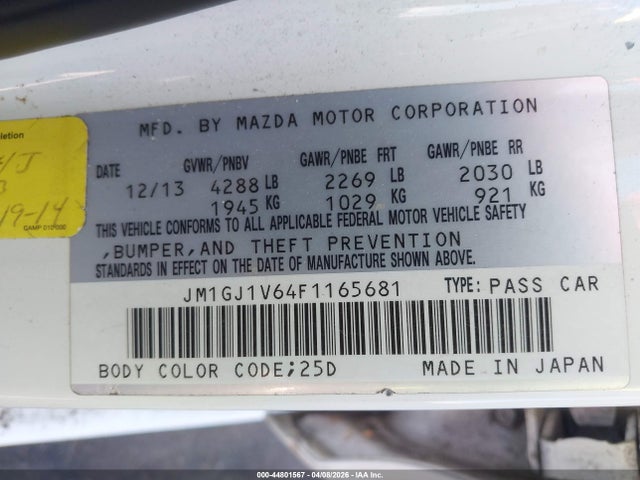 MFD. BY MAZDA MOTOR CORPORATION
DATE GVWR/PNBV GAWR/PNBE FRT GAWR/PNBE RR
12/13 4288 LB 2269 LB 2030 LB
1945 KG 1029 KG 921 KG
THIS VEHICLE CONFORMS TO ALL APPLICABLE FEDERAL MOTOR VEHICLE SAFETY
,BUMPER,AND THEFT PREVENTION
STANDARDS IN EFFECT ON THE DATE OF MANUFACTURE SHOWN ABOVE.
JM1GJ1V64F1165681 TYPE: PASS CAR
BODY COLOR CODE;25D MADE IN JAPAN
19-14
GAMP 010 000
000-44801567 - 04/08/2026 - IAA Inc.